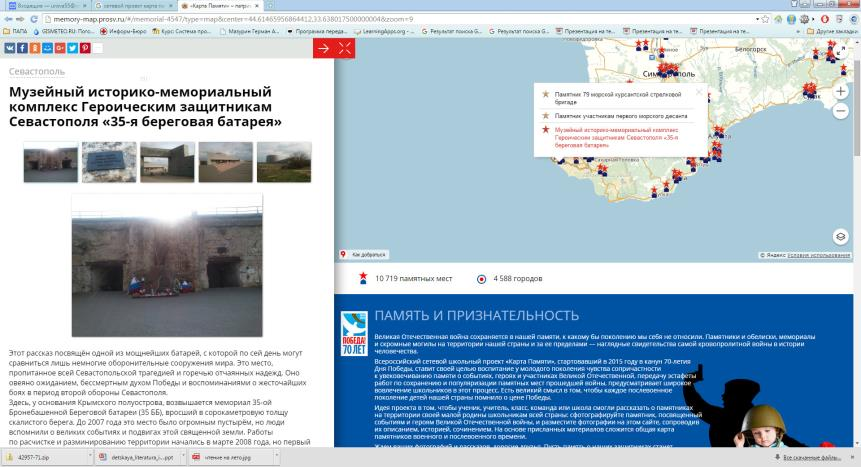 Входящие — ursiva55@
сетевой проект карта па
«Карта Памяти» – патри
memory-map.prosv.ru/#/memorial-4547/type=map&center=44.61465956864412,33.638017500000004&zoom=9
ПАПА
GISMETEO.RU: Пого...
Информ-Бюро
Курс Система про...
Мазурин Герман А...
Программа переда...
LearningApps.org - ...
Результат поиска G...
Результат поиска G...
Презентация на те...
Презентация на те...
Презентация на те...
Другие закладки
Севастополь
Музейный историко-мемориальный
комплекс Героическим защитникам
Севастополя «35-я береговая батарея»
Этот рассказ посвящён одной из мощнейших батарей, с которой по сей день могут
сравниться лишь немногие оборонительные сооружения мира. Это место,
пропитанное всей Севастопольской трагедией и горечью отчаянных надежд. Оно
овеяно ожиданием, бессмертным духом Победы и воспоминаниями о жесточайших
боях в период второй обороны Севастополя.
Здесь, у основания Крымского полуострова, возвышается мемориал 35-ой
Бронебашенной Береговой батареи (35 ББ), вросший в сорокаметровую толщу
скалистого берега. До 2007 года это место было огромным пустырём, но люди
вспомнили о великих событиях и подвигах этой священной земли. Работы
по расчистке и разминированию территории начались в марте 2008 года, но первый
Белогорск
Симферополь
Памятник 79 морской курсантской стрелковой
бригаде
Памятник участникам первого морского десанта
Музейный историко-мемориальный комплекс
Героическим защитникам Севастополя «35-я
береговая батарея»
Как добраться
© Яндекс Условия использования
10 719 памятных мест
4 588 городов
ПОБЕДА!
70 ЛЕТ
ПАМЯТЬ И ПРИЗНАТЕЛЬНОСТЬ
Великая Отечественная война сохраняется в нашей памяти, к какому бы поколению мы себя не относили. Памятники и обелиски, мемориалы
и скромные могилы на территории нашей страны и за ее пределами — наглядные свидетельства самой кровопролитной войны в истории
человечества.
Всероссийский сетевой школьный проект «Карта Памяти», стартовавший в 2015 году в канун 70-летия
Дня Победы, ставит своей целью воспитание у молодого поколения чувства сопричастности
к увековечиванию памяти о событиях, героях и участниках Великой Отечественной, передачу эстафеты
работ по сохранению и популяризации памятных мест прошедшей войны, предусматривает широкое
вовлечение школьников в этот процесс. Есть великий смысл в том, чтобы каждое последовательное
поколение детей нашей страны помнило о цене Победы.
Идея проекта в том, чтобы ученик, учитель, класс, команда или школа смогли рассказать о памятниках
на территории своей малой родины школьникам всей страны: сфотографируйте памятник, посвященный
событиям и героям Великой Отечественной войны, и разместите фотографии на этом сайте, сопроводив
их описанием, историей, сочинением. На основе присланных материалов сложится общая карта
памятников военного и послевоенного времени.
42957-71.zip
detskaya_literatura_i....ppt
чтение на лето.jpg
Все скачанные файлы...